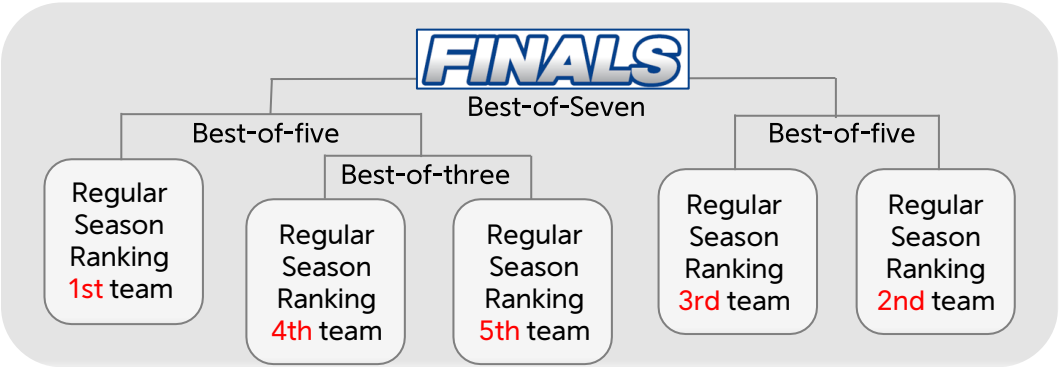 FINALS
Best-of-Seven
Best-of-five
Best-of-five
Best-of-three
Regular
Season
Ranking
1st team
Regular
Season
Ranking
4th team
Regular
Season
Ranking
5th team
Regular
Season
Ranking
3rd team
Regular
Season
Ranking
2nd team